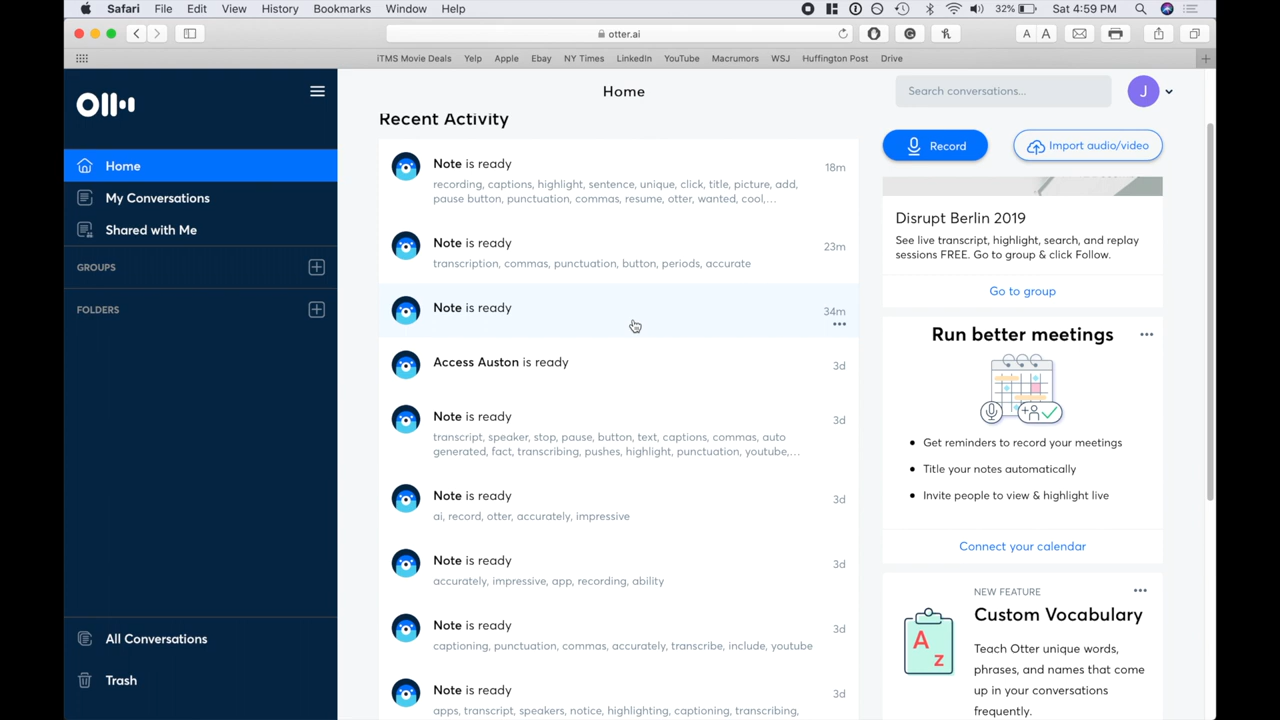 Safari File Edit View History Bookmarks Window Help 32% Sat 4:59 PM
otter.ai A A
iTMS Movie Deals Yelp Apple Ebay NY Times LinkedIn YouTube Macrumors WSJ Huffington Post Drive
Home
Search conversations...
J
Home
My Conversations
Shared with Me
GROUPS
FOLDERS
All Conversations
Trash
Recent Activity
Note is ready
18m
recording, captions, highlight, sentence, unique, click, title, picture, add,
pause button, punctuation, commas, resume, otter, wanted, cool,...
Note is ready
23m
transcription, commas, punctuation, button, periods, accurate
Note is ready
34m
Access Auston is ready
3d
Note is ready
3d
transcript, speaker, stop, pause, button, text, captions, commas, auto
generated, fact, transcribing, pushes, highlight, punctuation, youtube,...
Note is ready
3d
ai, record, otter, accurately, impressive
Note is ready
3d
accurately, impressive, app, recording, ability
Note is ready
3d
captioning, punctuation, commas, accurately, transcribe, include, youtube
Note is ready
3d
apps, transcript, speakers, notice, highlighting, captioning, transcribing,
Record
Import audio/video
Disrupt Berlin 2019
See live transcript, highlight, search, and replay
sessions FREE. Go to group & click Follow.
Go to group
Run better meetings
Get reminders to record your meetings
Title your notes automatically
Invite people to view & highlight live
Connect your calendar
NEW FEATURE
Custom Vocabulary
A
z
Teach Otter unique words,
phrases, and names that come
up in your conversations
frequently.